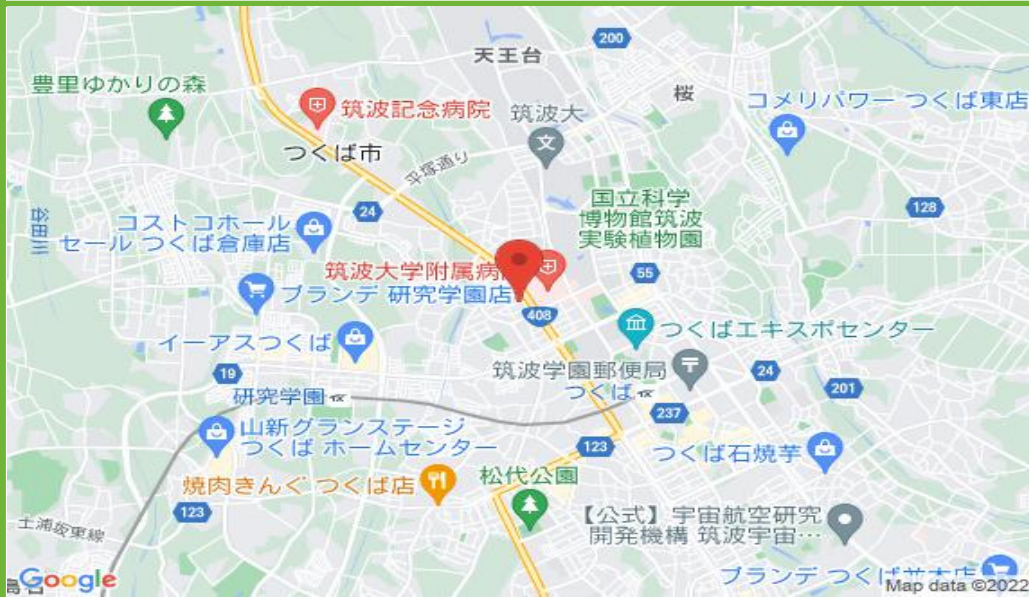 200
天王台
豊里ゆかりの森
桜
コメリパワー つくば東店
筑波記念病院
筑波大
つくば市
平塚通り
国立科学
博物館筑波
実験植物園
24
128
谷田川
コストコホール
セール つくば倉庫店
55
筑波大学附属病
ブランデ 研究学園店
408
つくばエキスポセンター
イーアスつくば
筑波学園郵便局
19
24
201
つくば
研究学園
237
山新グランステージ
つくば ホームセンター
123
つくば石焼芋
松代公園
焼肉きんぐ つくば店
123
【公式】宇宙航空研究
開発機構 筑波宇宙…
土浦坂東線
ブランデ つくば並木店
Google
Map data ©2022